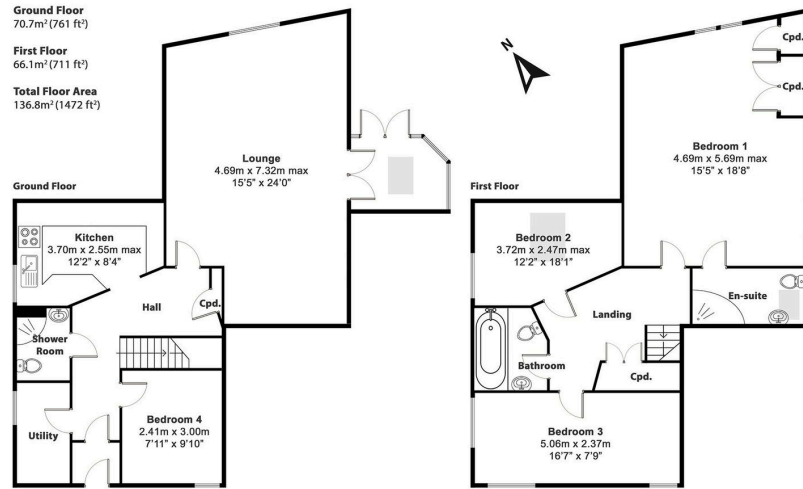 Ground Floor
70.7m² (761 ft²)
First Floor
66.1m² (711 ft²)
Total Floor Area
136.8m² (1472 ft²)
Ground Floor
Lounge
4.69m x 7.32m max
15'5" x 24'0"
Kitchen
3.70m x 2.55m max
12'2" x 8'4"
Hall
Cpd.
Shower
Room
Utility
Bedroom 4
2.41m x 3.00m
7'11" x 9'10"
N
First Floor
Cpd.
Cpd.
Bedroom 1
4.69m x 5.69m max
15'5" x 18'8"
Bedroom 2
3.72m x 2.47m max
12'2" x 18'1"
En-suite
Landing
Bathroom
Cpd.
Bedroom 3
5.06m x 2.37m
16'7" x 7'9"